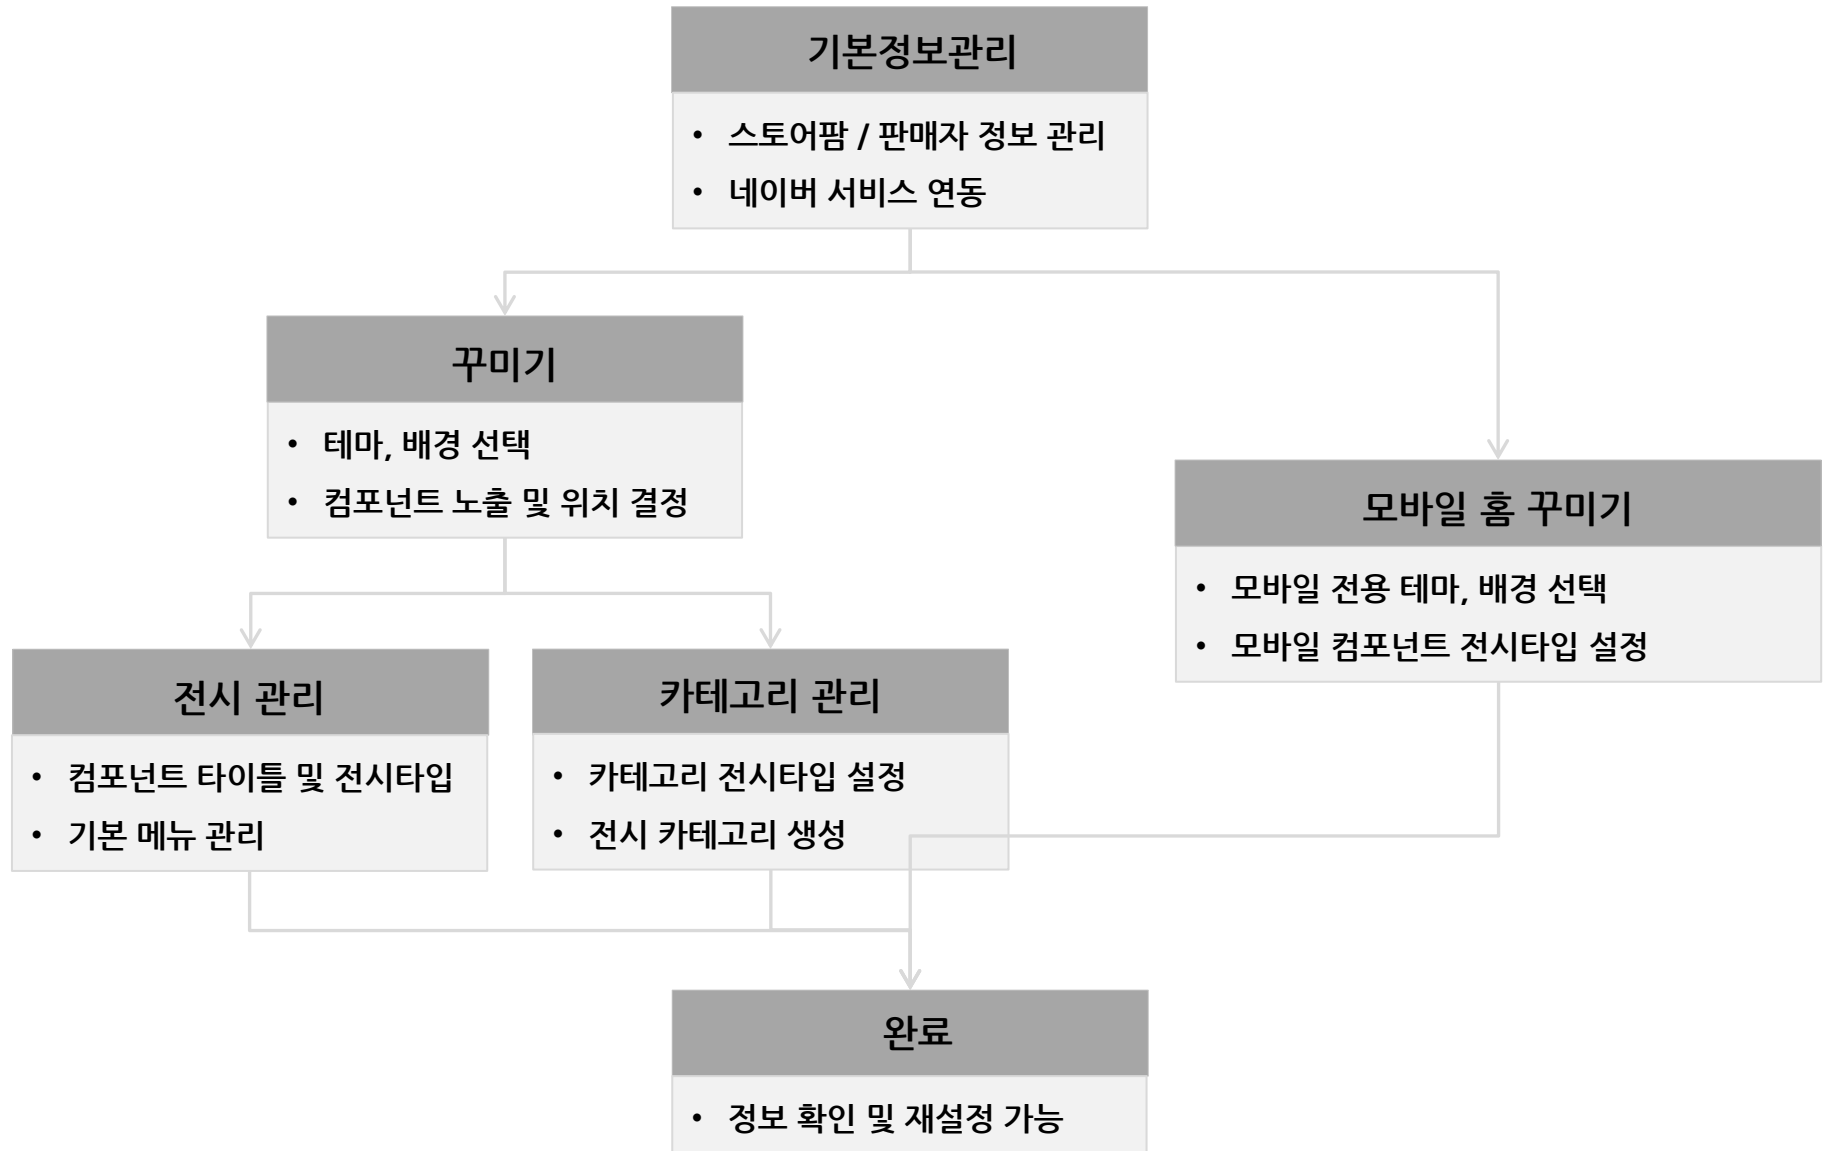 기본정보관리
• 스토어팜 / 판매자 정보 관리
• 네이버 서비스 연동
꾸미기
• 테마, 배경 선택
• 컴포넌트 노출 및 위치 결정
모바일 홈 꾸미기
• 모바일 전용 테마, 배경 선택
• 모바일 컴포넌트 전시타입 설정
전시 관리
• 컴포넌트 타이틀 및 전시타입
• 기본 메뉴 관리
카테고리 관리
• 카테고리 전시타입 설정
• 전시 카테고리 생성
완료
• 정보 확인 및 재설정 가능